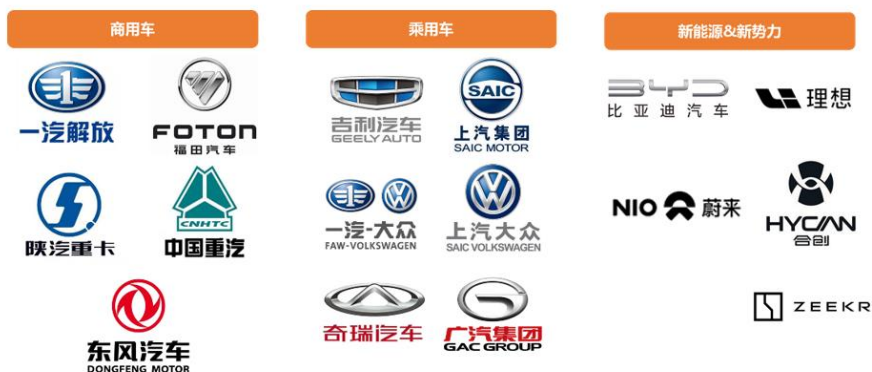 商用车
一汽解放
FOTON
福田汽车
陕汽重卡
CNHTC
中国重汽
东风汽车
DONGFENG MOTOR
乘用车
吉利汽车
GEELY AUTO
SAIC
上汽集团
SAIC MOTOR
一汽-大众
FAW-VOLKSWAGEN
上汽大众
SAIC VOLKSWAGEN
奇瑞汽车
广汽集团
GAC GROUP
新能源&新势力
BYD
比亚迪汽车
理想
NIO 蔚来
HYCAN
合创
ZEEKR